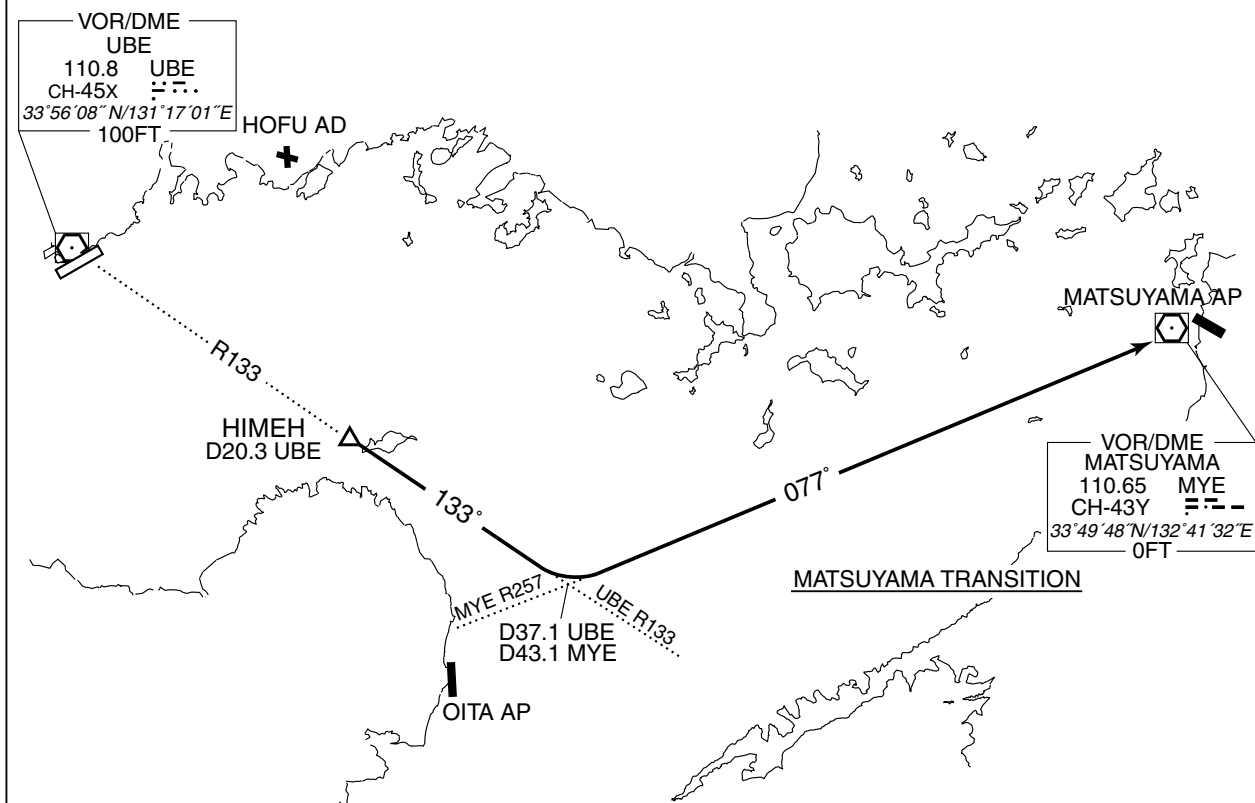 VOR/DME
UBE
110.8 UBE
CH-45X
33°56´08˝N/131°17´01˝E
100FT
HOFU AD
MATSUYAMA AP
R133
HIMEH
D20.3 UBE
133°
077°
VOR/DME
MATSUYAMA
110.65 MYE
CH-43Y
33°49´48˝N/132°41´32˝E
0FT
MATSUYAMA TRANSITION
MYE R257
UBE R133
D37.1 UBE
D43.1 MYE
OITA AP